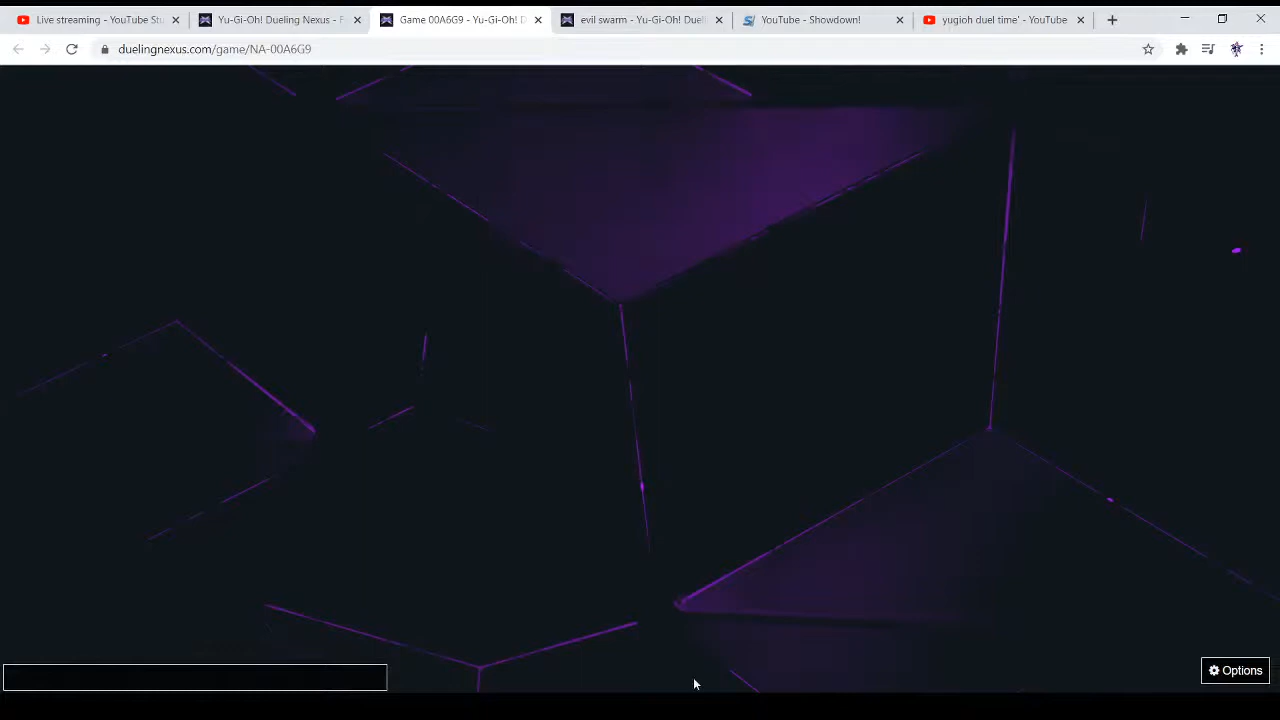 Live streaming - YouTube Stu
Yu-Gi-Oh! Dueling Nexus - F
Game 00A6G9 - Yu-Gi-Oh! D
evil swarm - Yu-Gi-Oh! Dueli
YouTube - Showdown!
yugioh duel time' - YouTube
duelingnexus.com/game/NA-00A6G9
Options